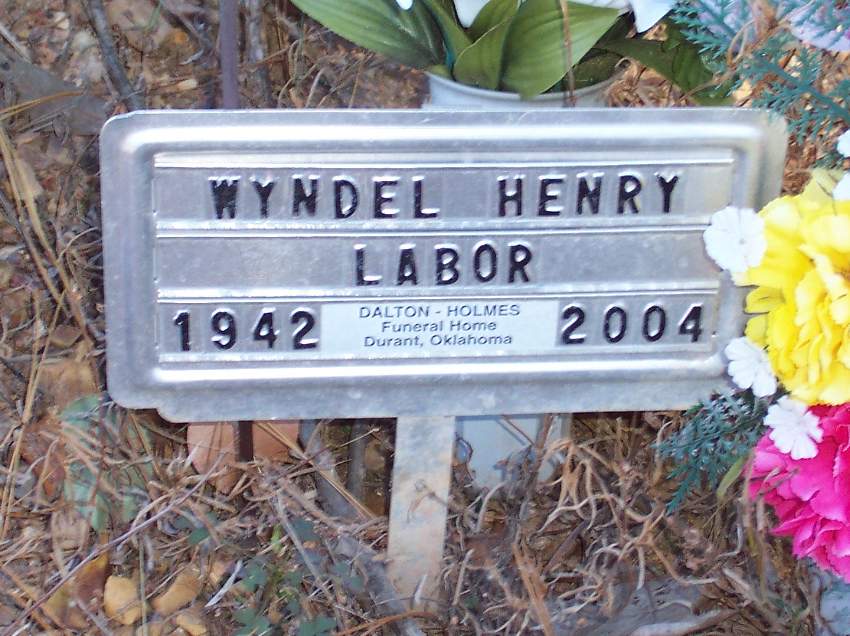 WYNDEL HENRY
LABOR
1942 2004
DALTON - HOLMES
Funeral Home
Durant, Oklahoma